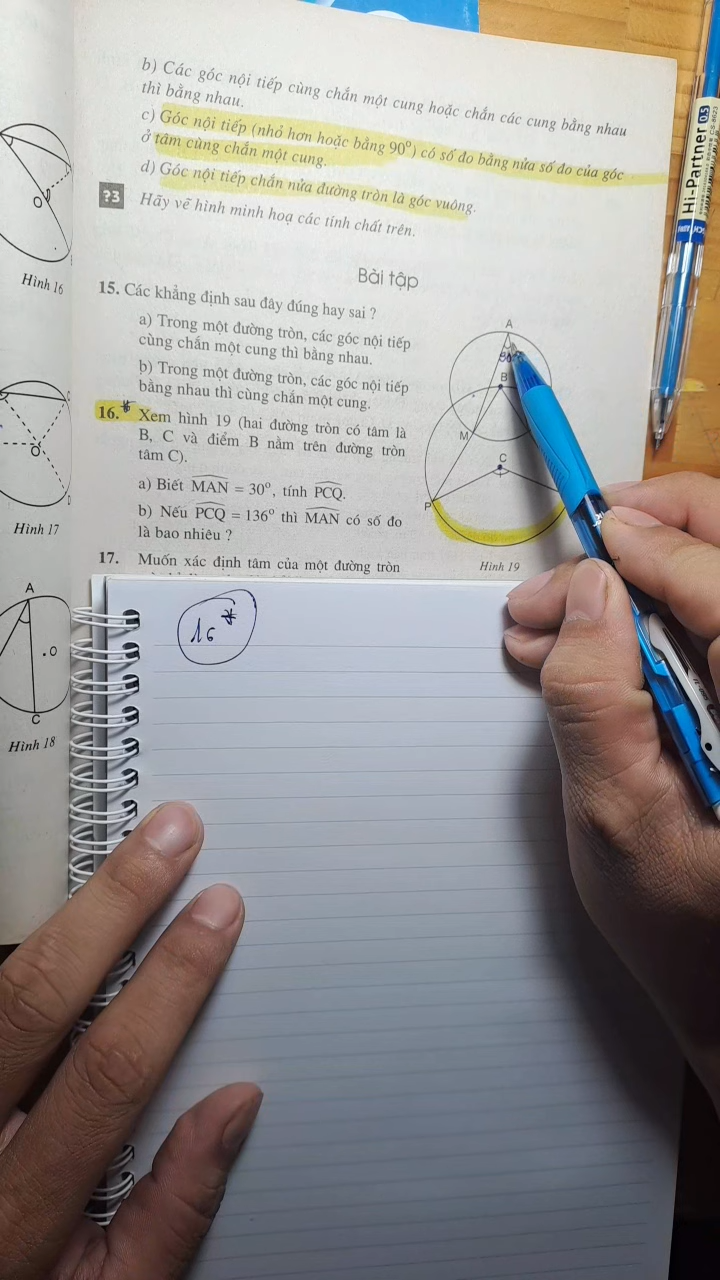 b) Các góc nội tiếp cùng chắn một cung hoặc chắn các cung bằng nhau
thì bằng nhau.
c) Góc nội tiếp (nhỏ hơn hoặc bằng 90°) có số đo bằng nửa số đo của góc
ở tâm cùng chắn một cung.
d) Góc nội tiếp chắn nửa đường tròn là góc vuông.
?3 Hãy vẽ hình minh hoạ các tính chất trên.
Bài tập
15. Các khẳng định sau đây đúng hay sai ?
a) Trong một đường tròn, các góc nội tiếp
cùng chắn một cung thì bằng nhau.
b) Trong một đường tròn, các góc nội tiếp
bằng nhau thì cùng chắn một cung.
16.* Xem hình 19 (hai đường tròn có tâm là
B, C và điểm B nằm trên đường tròn
tâm C).
a) Biết MAN = 30°, tính PCQ.
b) Nếu PCQ = 136° thì MAN có số đo
là bao nhiêu ?
17. Muốn xác định tâm của một đường tròn
A
B
M
C
P
Hình 19
O
Hình 16
O
Hình 17
A
O
C
Hình 18
16*
Hi-Partner 0.5